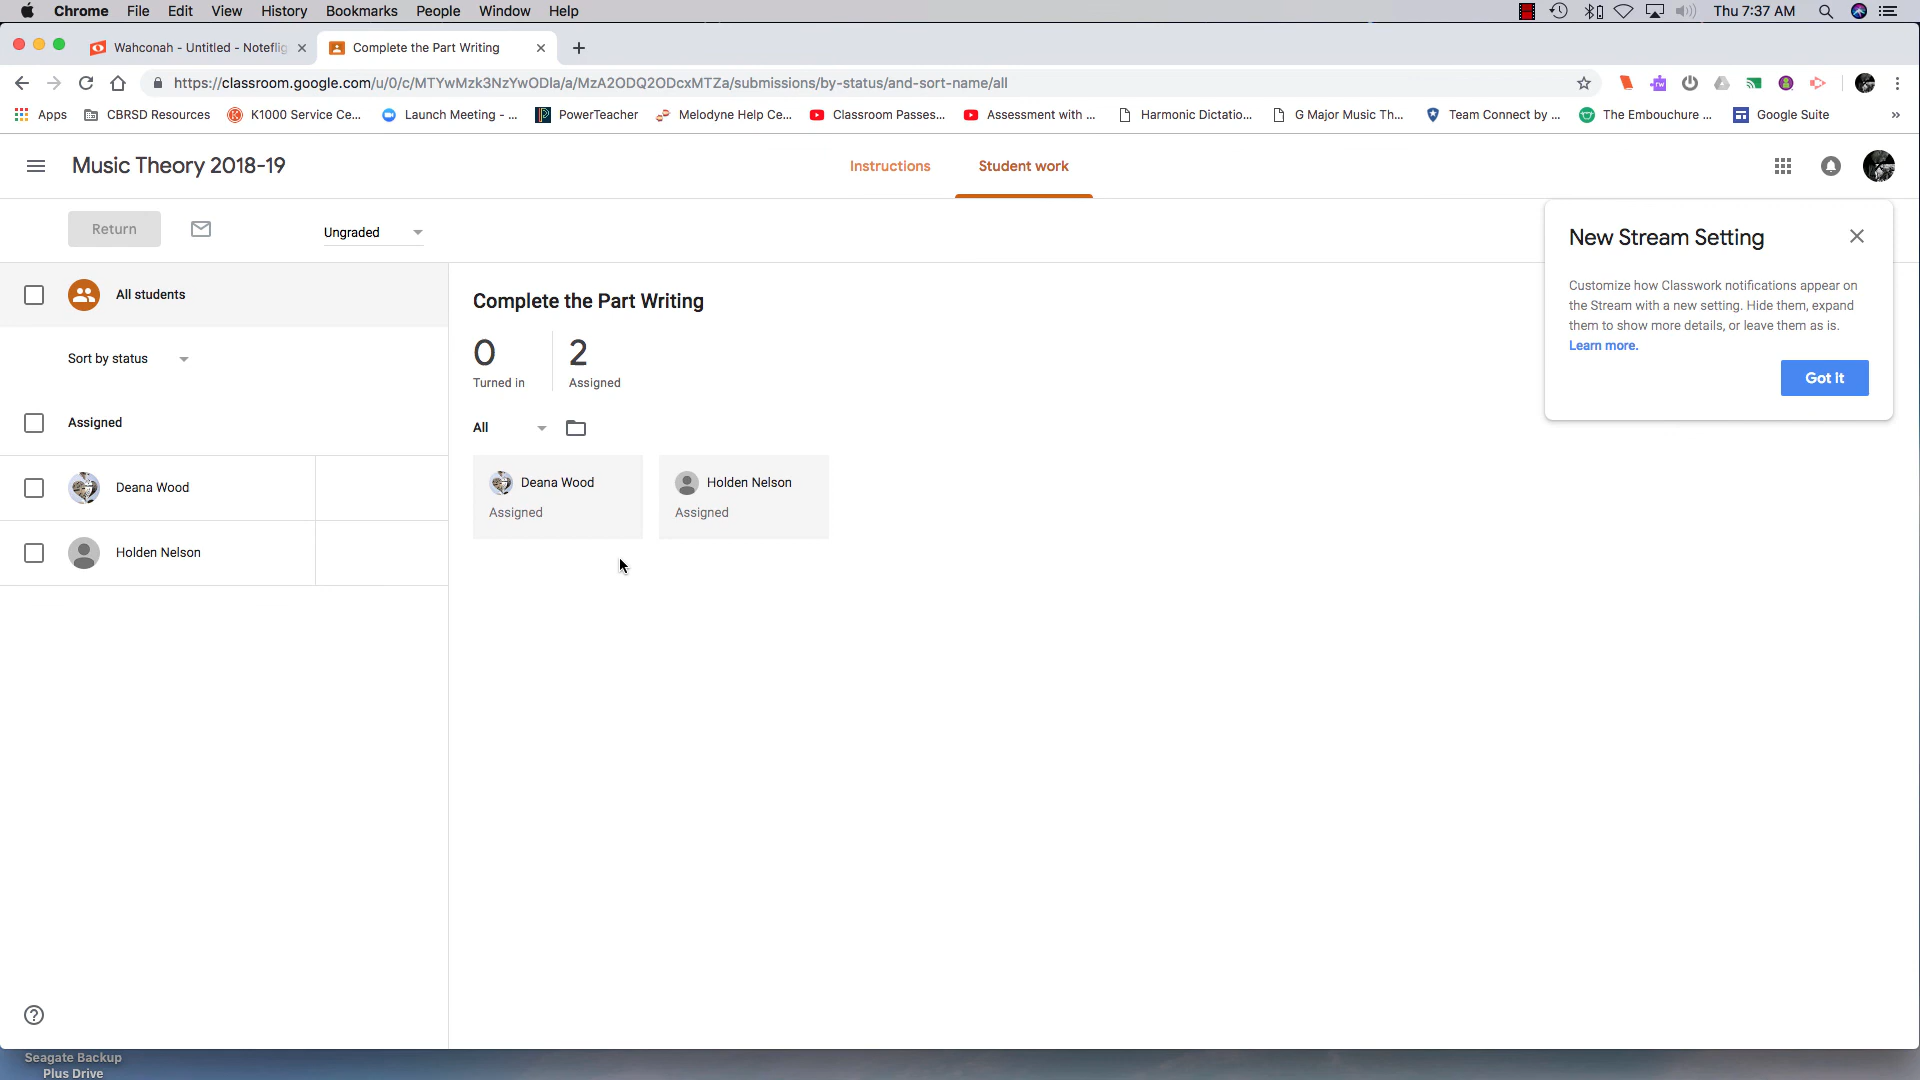 Chrome File Edit View History Bookmarks People Window Help Thu 7:37 AM
Wahconah - Untitled - Noteflig
Complete the Part Writing
https://classroom.google.com/u/0/c/MTYwMzk3NzYwODla/a/MzA2ODQ2ODcxMTZa/submissions/by-status/and-sort-name/all
Apps CBRSD Resources K1000 Service Ce... Launch Meeting - ... PowerTeacher Melodyne Help Ce... Classroom Passes... Assessment with ... Harmonic Dictatio... G Major Music Th... Team Connect by ... The Embouchure ... Google Suite »
Music Theory 2018-19
Instructions
Student work
Return
Ungraded
New Stream Setting
Customize how Classwork notifications appear on
the Stream with a new setting. Hide them, expand
them to show more details, or leave them as is.
Learn more.
Got it
All students
Sort by status
Assigned
Deana Wood
Holden Nelson
Complete the Part Writing
0
Turned in
2
Assigned
All
Deana Wood
Assigned
Holden Nelson
Assigned
Seagate Backup
Plus Drive